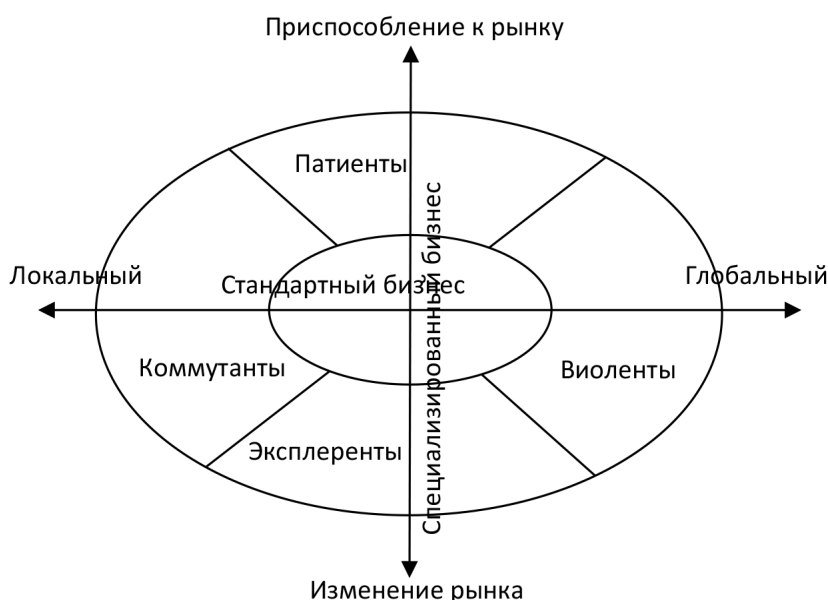 Приспособление к рынку
Патиенты
Специализированный бизнес
Локальный
Стандартный бизнес
Глобальный
Коммутанты
Виоленты
Эксплеренты
Изменение рынка